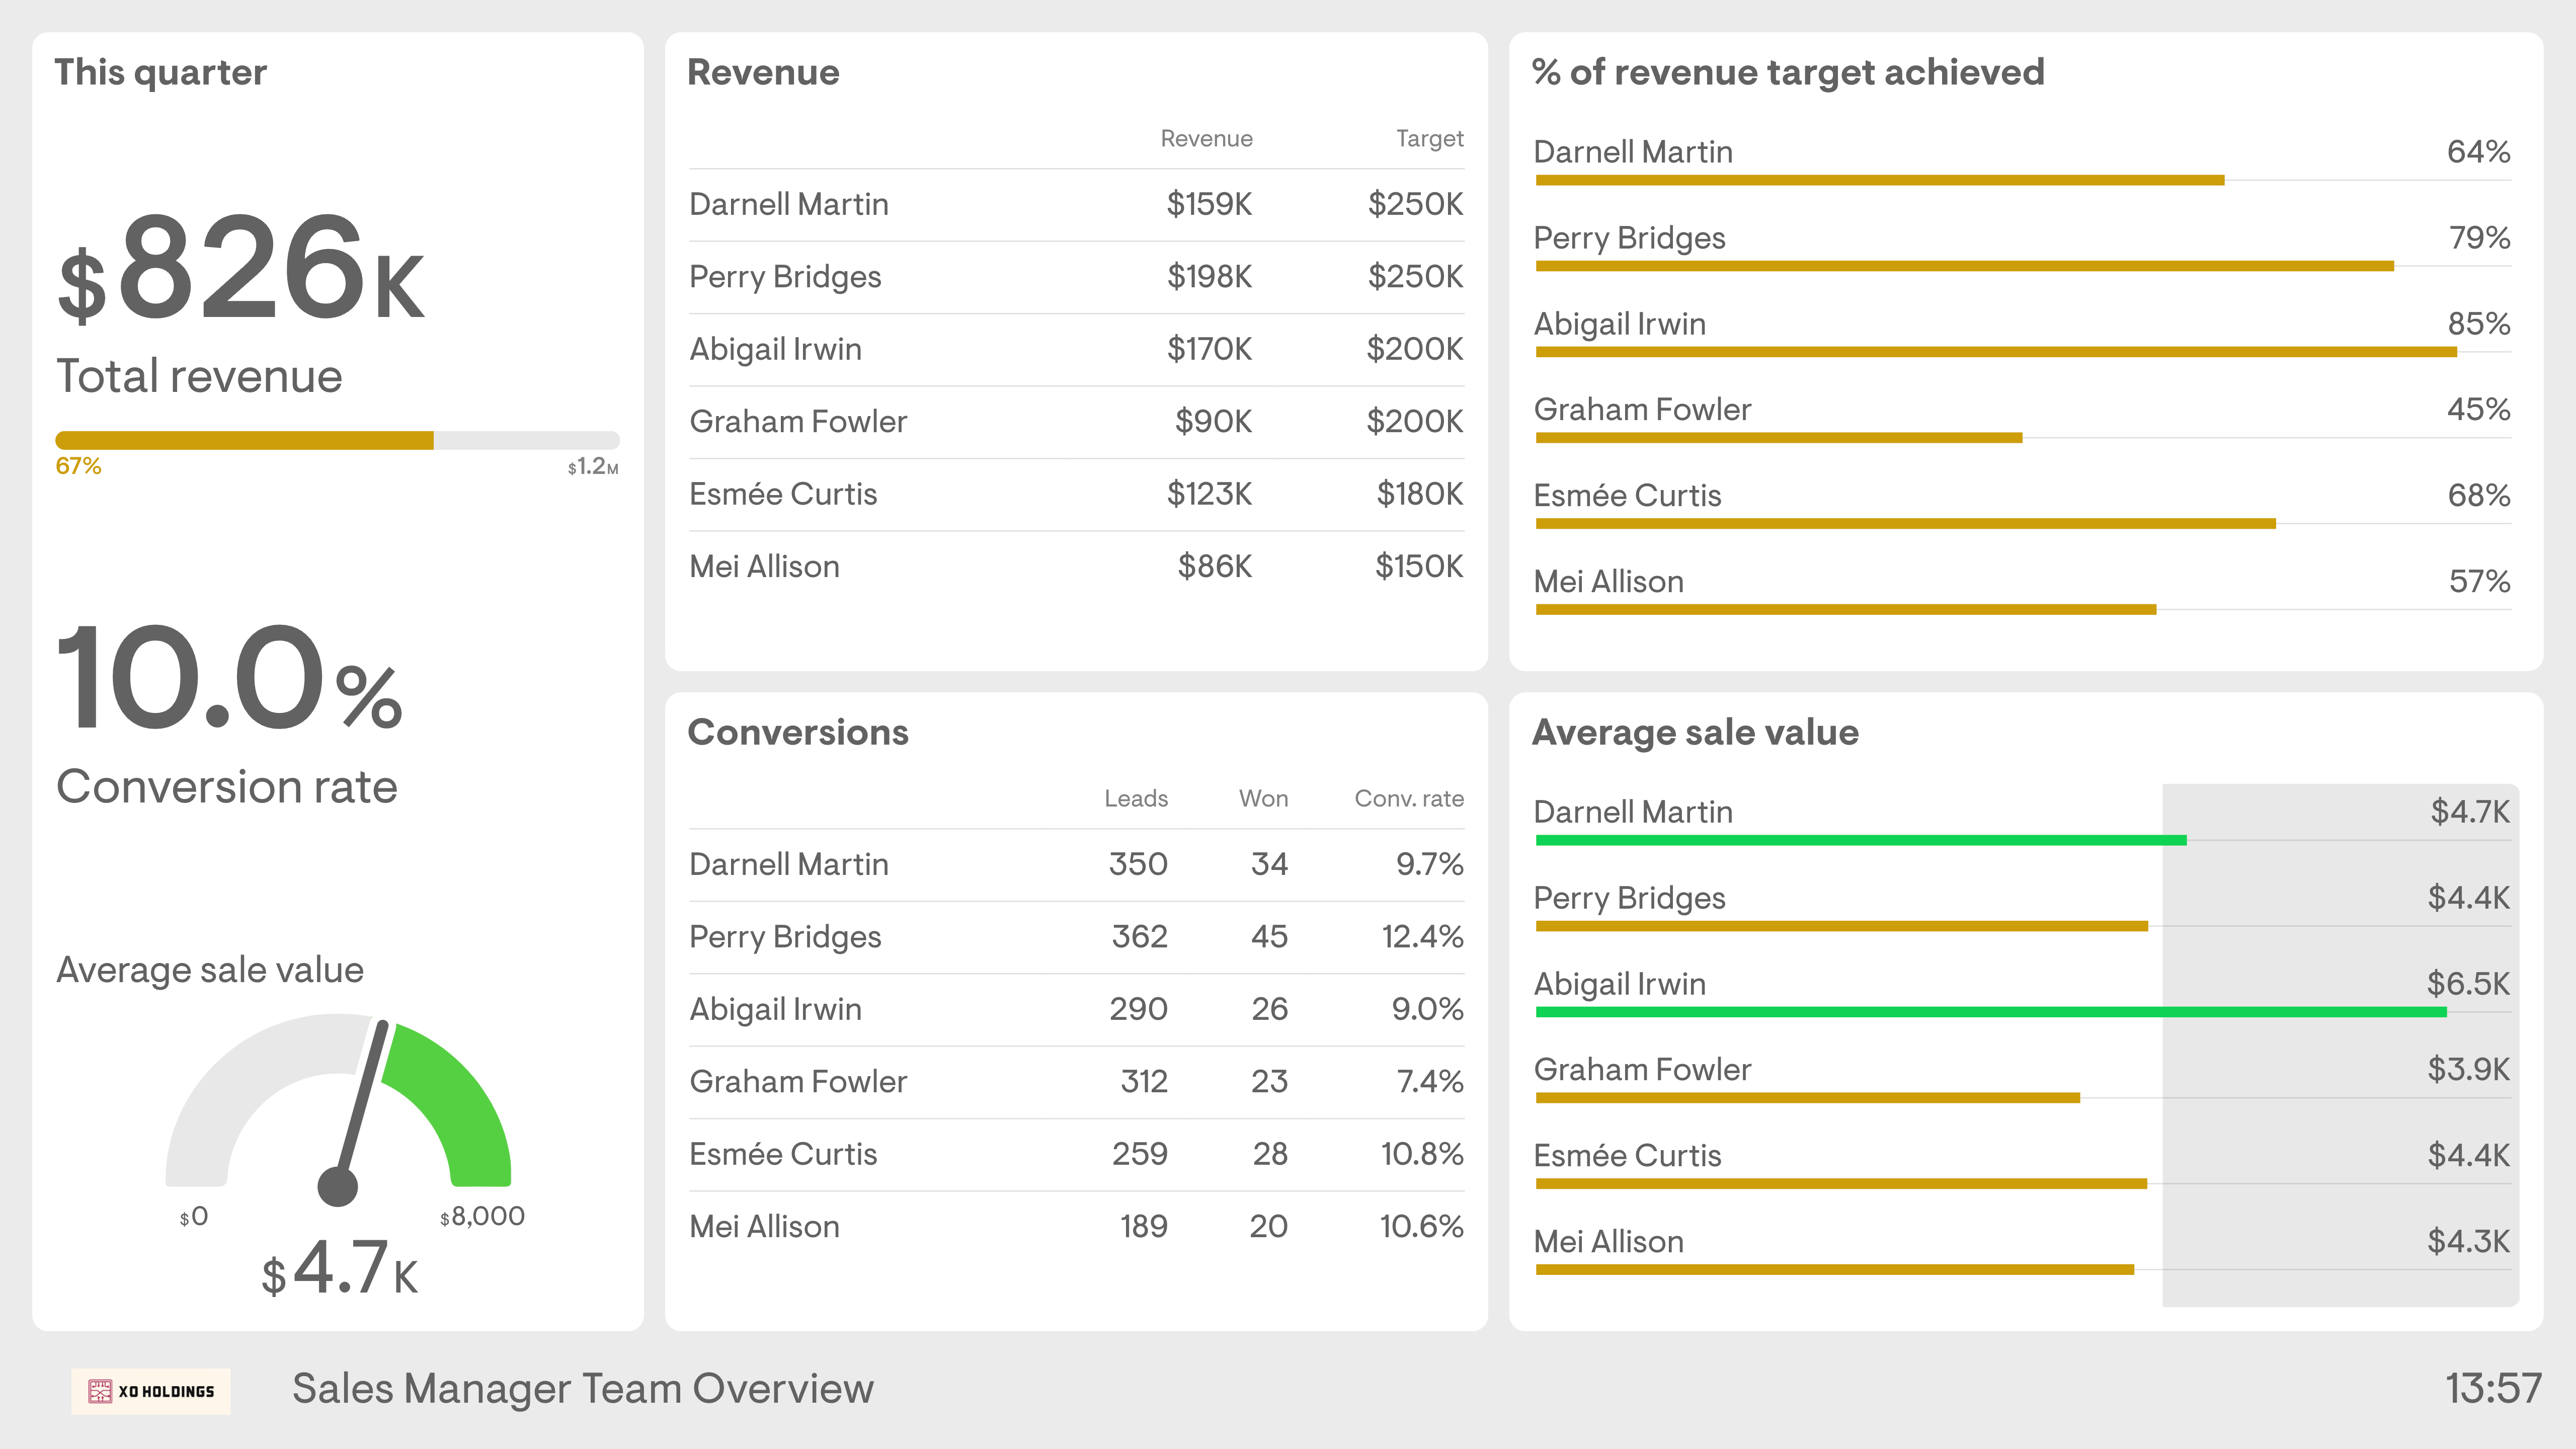 This quarter
$826K
Total revenue
67% $1.2M
10.0%
Conversion rate
Average sale value
$0 $8,000
$4.7K
Revenue
Revenue Target
Darnell Martin $159K $250K
Perry Bridges $198K $250K
Abigail Irwin $170K $200K
Graham Fowler $90K $200K
Esmée Curtis $123K $180K
Mei Allison $86K $150K
% of revenue target achieved
Darnell Martin 64%
Perry Bridges 79%
Abigail Irwin 85%
Graham Fowler 45%
Esmée Curtis 68%
Mei Allison 57%
Conversions
Leads Won Conv. rate
Darnell Martin 350 34 9.7%
Perry Bridges 362 45 12.4%
Abigail Irwin 290 26 9.0%
Graham Fowler 312 23 7.4%
Esmée Curtis 259 28 10.8%
Mei Allison 189 20 10.6%
Average sale value
Darnell Martin $4.7K
Perry Bridges $4.4K
Abigail Irwin $6.5K
Graham Fowler $3.9K
Esmée Curtis $4.4K
Mei Allison $4.3K
XO HOLDINGS Sales Manager Team Overview 13:57